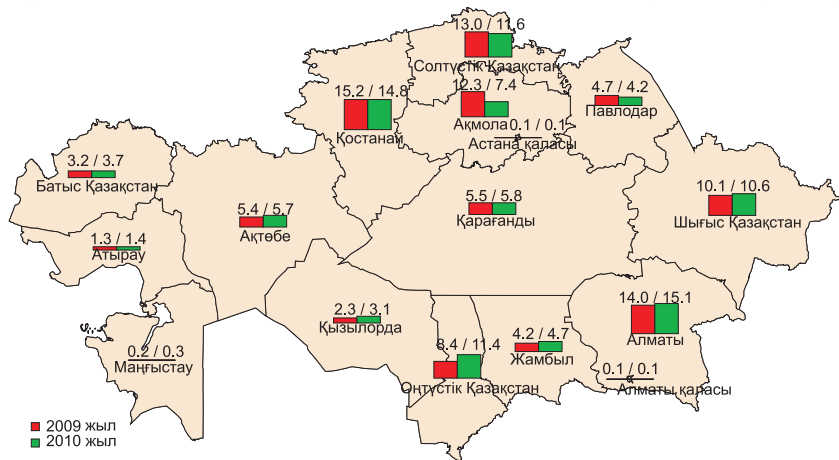 13.0 / 11.6
Солтүстік Қазақстан
15.2 / 14.8
Қостанай
12.3 / 7.4
Ақмола
0.1 / 0.1
Астана қаласы
4.7 / 4.2
Павлодар
3.2 / 3.7
Батыс Қазақстан
5.4 / 5.7
Ақтөбе
5.5 / 5.8
Қарағанды
10.1 / 10.6
Шығыс Қазақстан
1.3 / 1.4
Атырау
2.3 / 3.1
Қызылорда
14.0 / 15.1
Алматы
0.2 / 0.3
Маңғыстау
8.4 / 11.4
Оңтүстік Қазақстан
4.2 / 4.7
Жамбыл
0.1 / 0.1
Алматы қаласы
2009 жыл
2010 жыл